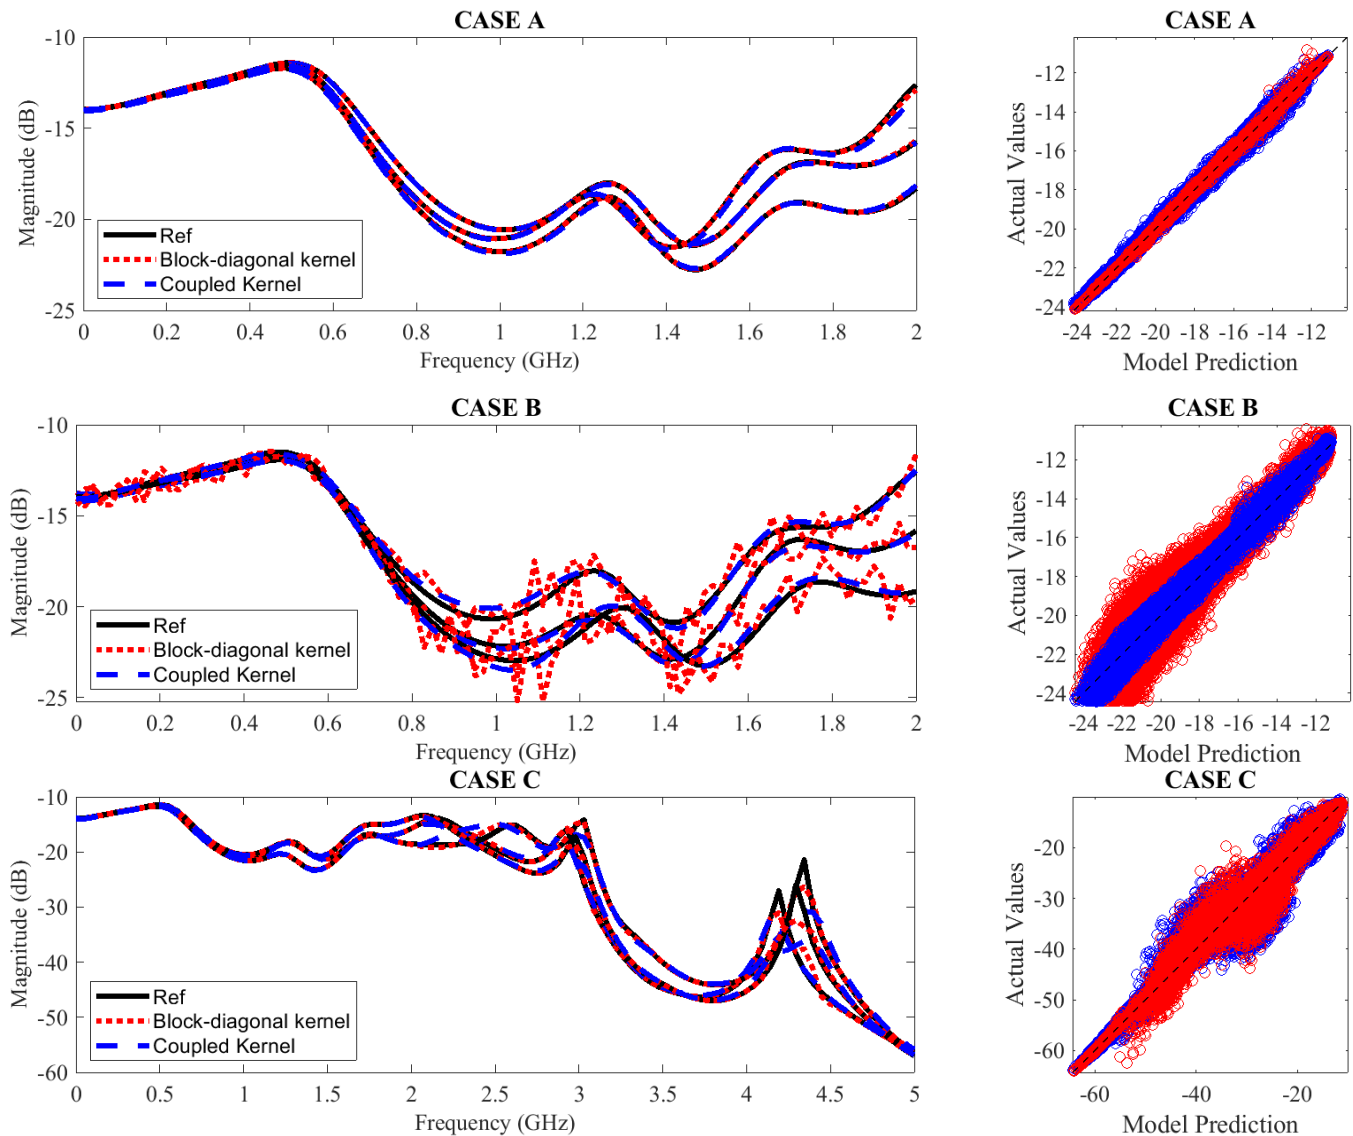 CASE A
-10
-15
-20
-25
Magnitude (dB)
Ref
Block-diagonal kernel
Coupled Kernel
0 0.2 0.4 0.6 0.8 1 1.2 1.4 1.6 1.8 2
Frequency (GHz)
CASE A
-12
-14
-16
-18
-20
-22
-24
Actual Values
-24 -22 -20 -18 -16 -14 -12
Model Prediction
CASE B
-10
-15
-20
-25
Magnitude (dB)
Ref
Block-diagonal kernel
Coupled Kernel
0 0.2 0.4 0.6 0.8 1 1.2 1.4 1.6 1.8 2
Frequency (GHz)
CASE B
-12
-14
-16
-18
-20
-22
-24
Actual Values
-24 -22 -20 -18 -16 -14 -12
Model Prediction
CASE C
-10
-20
-30
-40
-50
-60
Magnitude (dB)
Ref
Block-diagonal kernel
Coupled Kernel
0 0.5 1 1.5 2 2.5 3 3.5 4 4.5 5
Frequency (GHz)
CASE C
-20
-30
-40
-50
-60
Actual Values
-60 -40 -20
Model Prediction